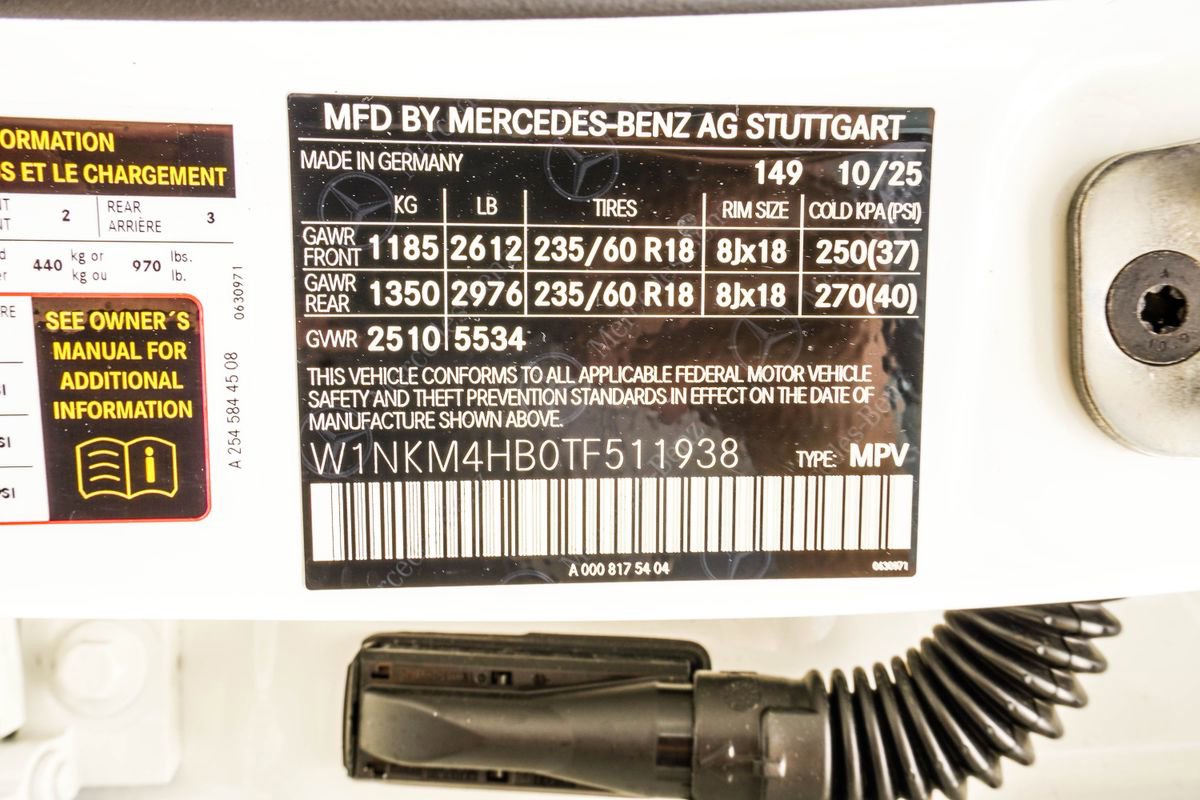 ORMATION
S ET LE CHARGEMENT
2
REAR
ARRIÈRE
3
440
kg or
kg ou
970
lbs.
lb.
SEE OWNER´S
MANUAL FOR
ADDITIONAL
INFORMATION
A 254 584 45 08
0630971
MFD BY MERCEDES-BENZ AG STUTTGART
MADE IN GERMANY 149 10/25
KG LB TIRES RIM SIZE COLD KPA (PSI)
GAWR FRONT 1185 2612 235/60 R18 8Jx18 250(37)
GAWR REAR 1350 2976 235/60 R18 8Jx18 270(40)
GVWR 2510 5534
THIS VEHICLE CONFORMS TO ALL APPLICABLE FEDERAL MOTOR VEHICLE
SAFETY AND THEFT PREVENTION STANDARDS IN EFFECT ON THE DATE OF
MANUFACTURE SHOWN ABOVE.
W1NKM4HB0TF511938 TYPE: MPV
A 000 817 54 04 0630971